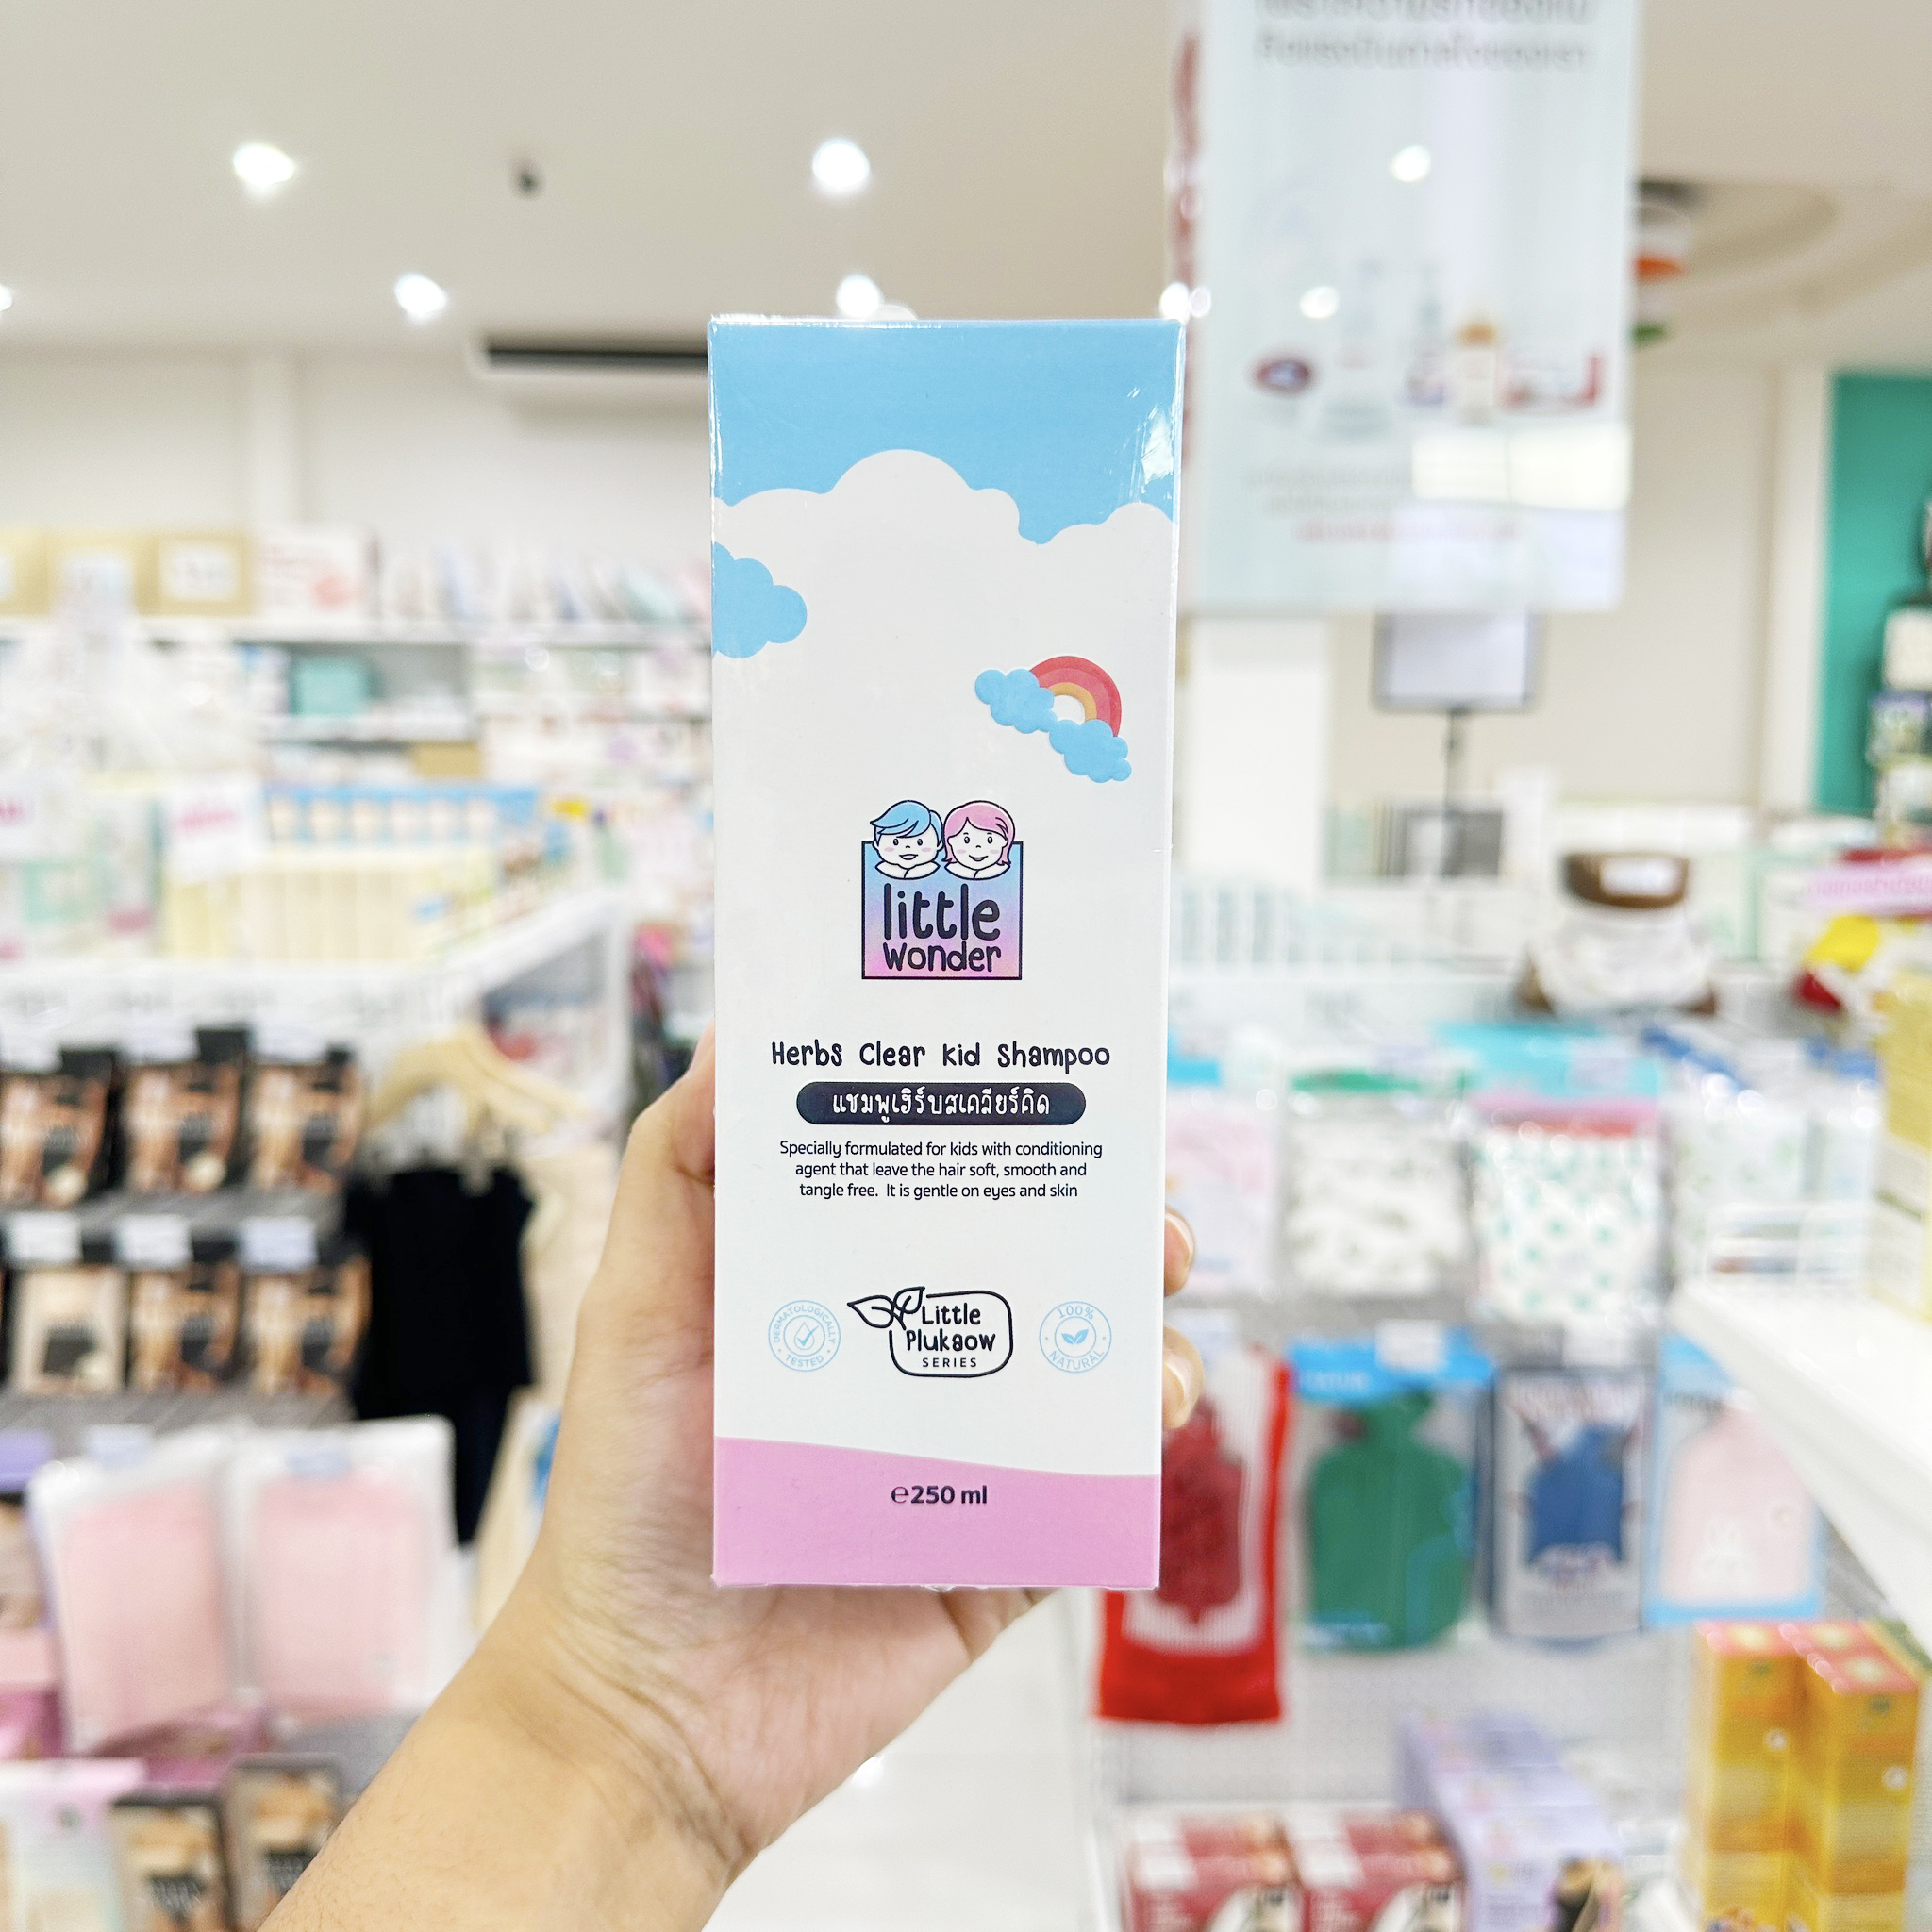 little
wonder
Herbs Clear Kid Shampoo
แชมพูเฮิร์บสเคลียร์คิด
Specially formulated for kids with conditioning
agent that leave the hair soft, smooth and
tangle free. It is gentle on eyes and skin
DERMATOLOGICALLY
TESTED
Little
Plukaow
SERIES
100%
NATURAL
℮250 ml